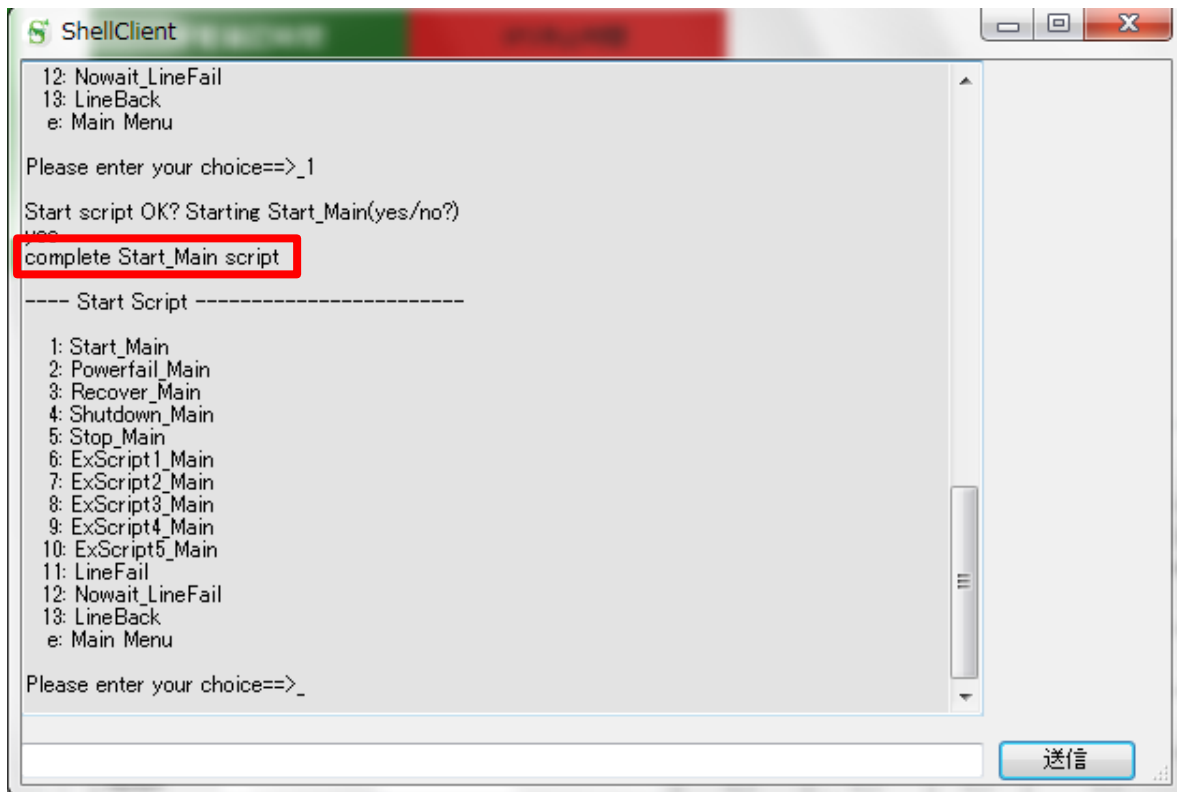 ShellClient
12: Nowait_LineFail
13: LineBack
e: Main Menu
Please enter your choice==>_1
Start script OK? Starting Start_Main(yes/no?)
yes
complete Start_Main script
---- Start Script ------------------------
1: Start_Main
2: Powerfail_Main
3: Recover_Main
4: Shutdown_Main
5: Stop_Main
6: ExScript1_Main
7: ExScript2_Main
8: ExScript3_Main
9: ExScript4_Main
10: ExScript5_Main
11: LineFail
12: Nowait_LineFail
13: LineBack
e: Main Menu
Please enter your choice==>_
送信